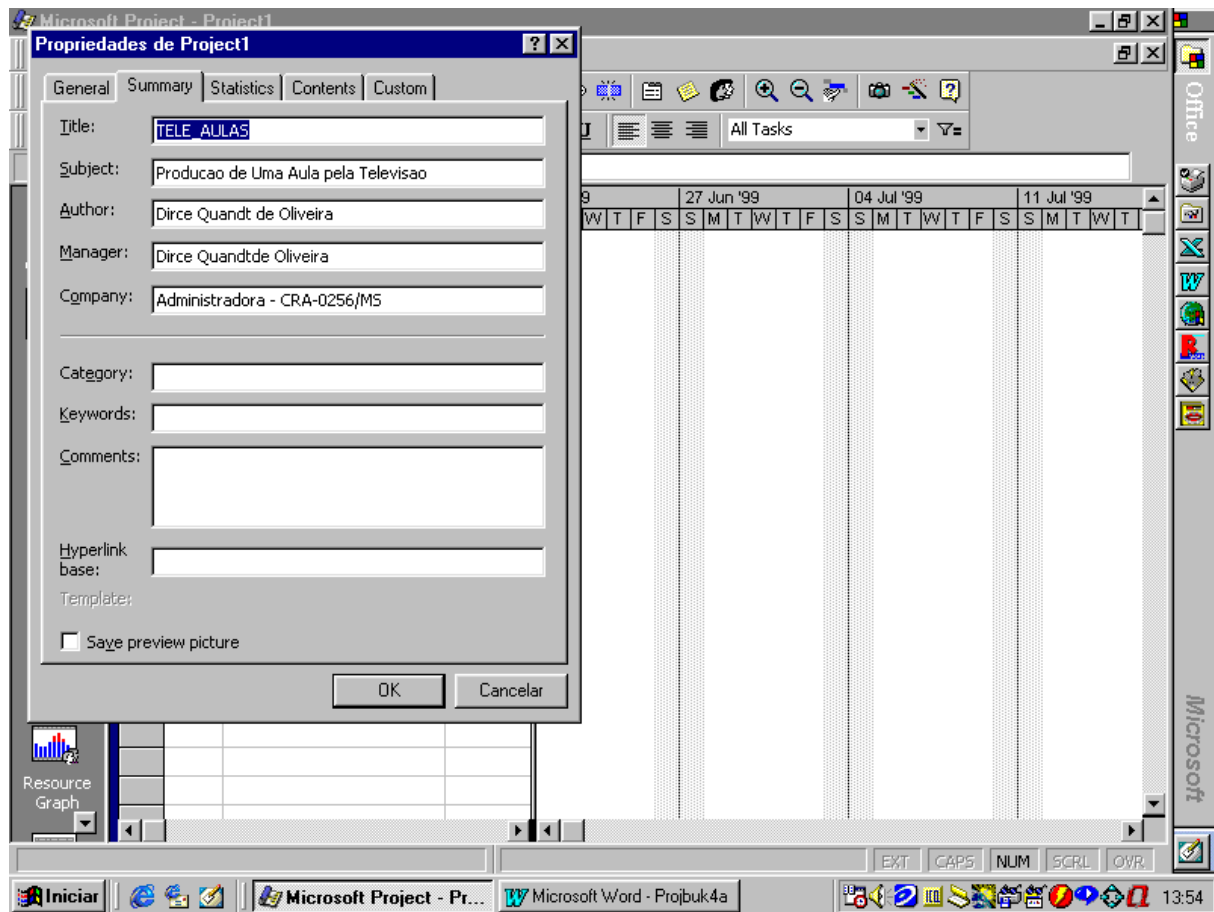 Microsoft Project - Project1
Propriedades de Project1
General Summary Statistics Contents Custom
Title: TELE_AULAS
Subject: Producao de Uma Aula pela Televisao
Author: Dirce Quandt de Oliveira
Manager: Dirce Quandtde Oliveira
Company: Administradora - CRA-0256/MS
Category:
Keywords:
Comments:
Hyperlink
base:
Template:
Save preview picture
OK Cancelar
U All Tasks
9 27 Jun '99 04 Jul '99 11 Jul '99
W T F S S M T W T F S S M T W T F S S M T W T
Resource
Graph
Office
Microsoft
EXT CAPS NUM SCRL OVR
Iniciar Microsoft Project - Pr... Microsoft Word - Projbuk4a 13:54